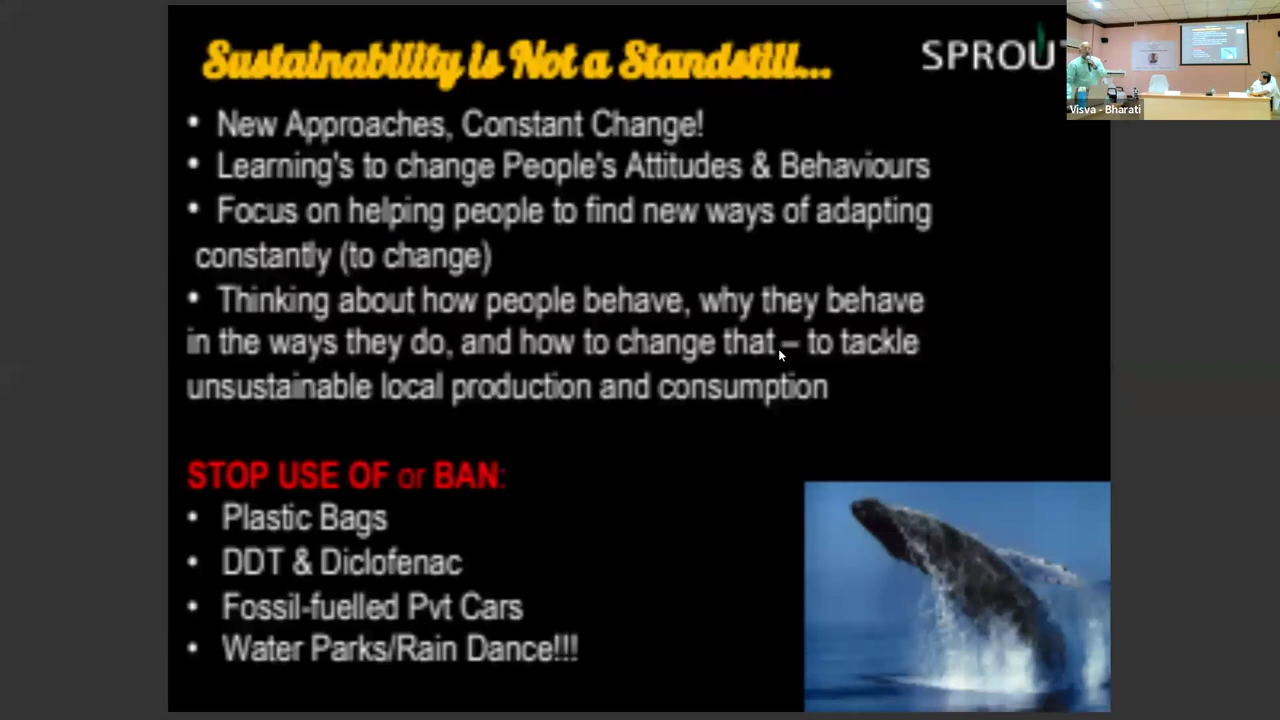 Sustainability is Not a Standstill...
SPROUT
Visva - Bharati
• New Approaches, Constant Change!
• Learning's to change People's Attitudes & Behaviours
• Focus on helping people to find new ways of adapting
constantly (to change)
• Thinking about how people behave, why they behave
in the ways they do, and how to change that – to tackle
unsustainable local production and consumption
STOP USE OF or BAN:
• Plastic Bags
• DDT & Diclofenac
• Fossil-fuelled Pvt Cars
• Water Parks/Rain Dance!!!